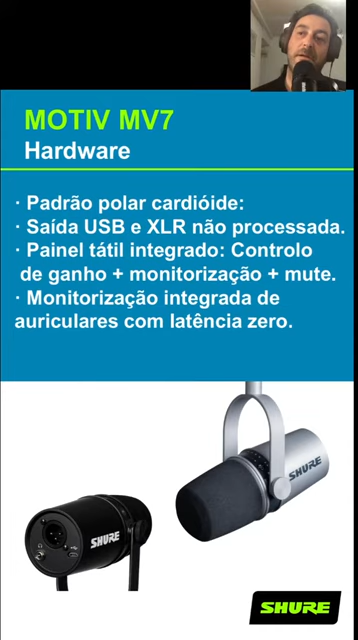 MOTIV MV7
Hardware
· Padrão polar cardióide:
· Saída USB e XLR não processada.
· Painel tátil integrado: Controlo
de ganho + monitorização + mute.
· Monitorização integrada de
auriculares com latência zero.
SHURE
SHURE
SHURE